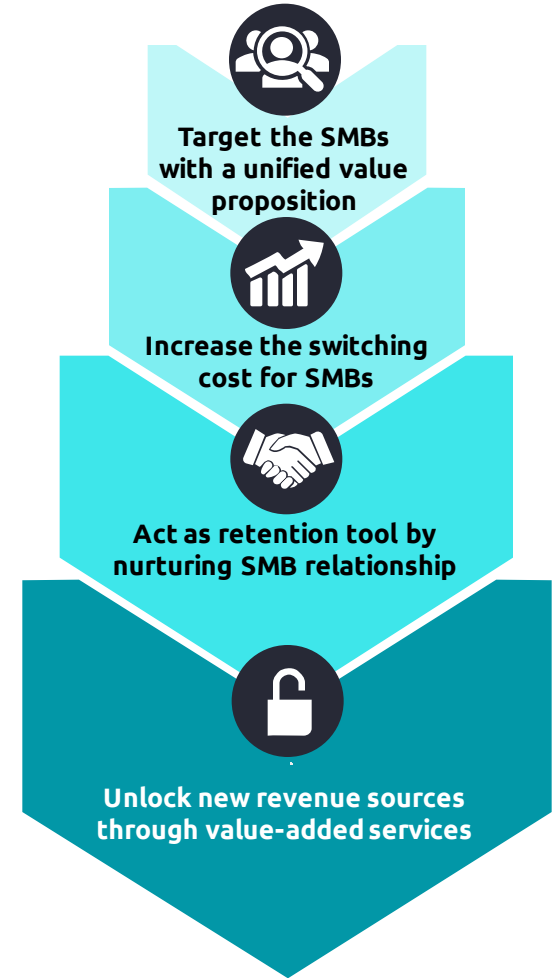 Target the SMBs
with a unified value
proposition
Increase the switching
cost for SMBs
Act as retention tool by
nurturing SMB relationship
Unlock new revenue sources
through value-added services